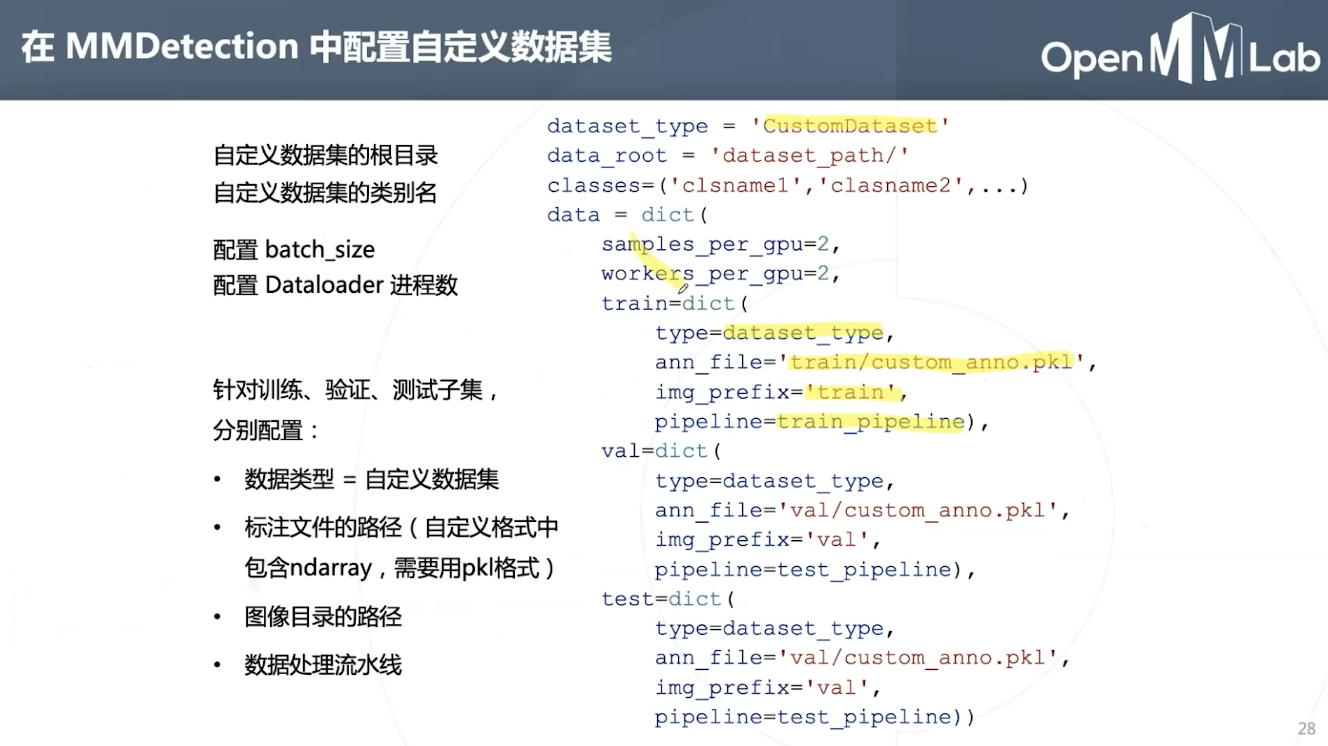 在 MMDetection 中配置自定义数据集
OpenMMLab
自定义数据集的根目录
自定义数据集的类别名
配置 batch_size
配置 Dataloader 进程数
针对训练、验证、测试子集，
分别配置：
• 数据类型 = 自定义数据集
• 标注文件的路径（自定义格式中
包含ndarray，需要用pkl格式）
• 图像目录的路径
• 数据处理流水线
dataset_type = 'CustomDataset'
data_root = 'dataset_path/'
classes=('clsname1','clasname2',...)
data = dict(
samples_per_gpu=2,
workers_per_gpu=2,
train=dict(
type=dataset_type,
ann_file='train/custom_anno.pkl',
img_prefix='train',
pipeline=train_pipeline),
val=dict(
type=dataset_type,
ann_file='val/custom_anno.pkl',
img_prefix='val',
pipeline=test_pipeline),
test=dict(
type=dataset_type,
ann_file='val/custom_anno.pkl',
img_prefix='val',
pipeline=test_pipeline))
28